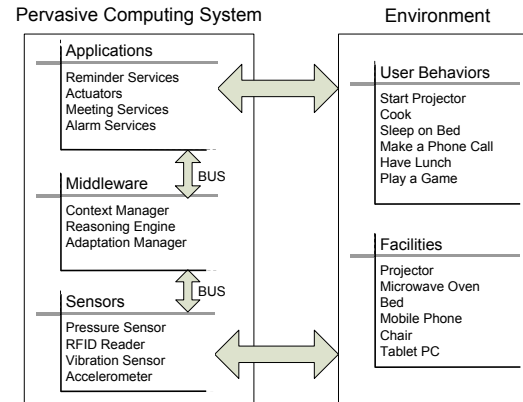 Pervasive Computing System
Applications
Reminder Services
Actuators
Meeting Services
Alarm Services
BUS
Middleware
Context Manager
Reasoning Engine
Adaptation Manager
BUS
Sensors
Pressure Sensor
RFID Reader
Vibration Sensor
Accelerometer
Environment
User Behaviors
Start Projector
Cook
Sleep on Bed
Make a Phone Call
Have Lunch
Play a Game
Facilities
Projector
Microwave Oven
Bed
Mobile Phone
Chair
Tablet PC